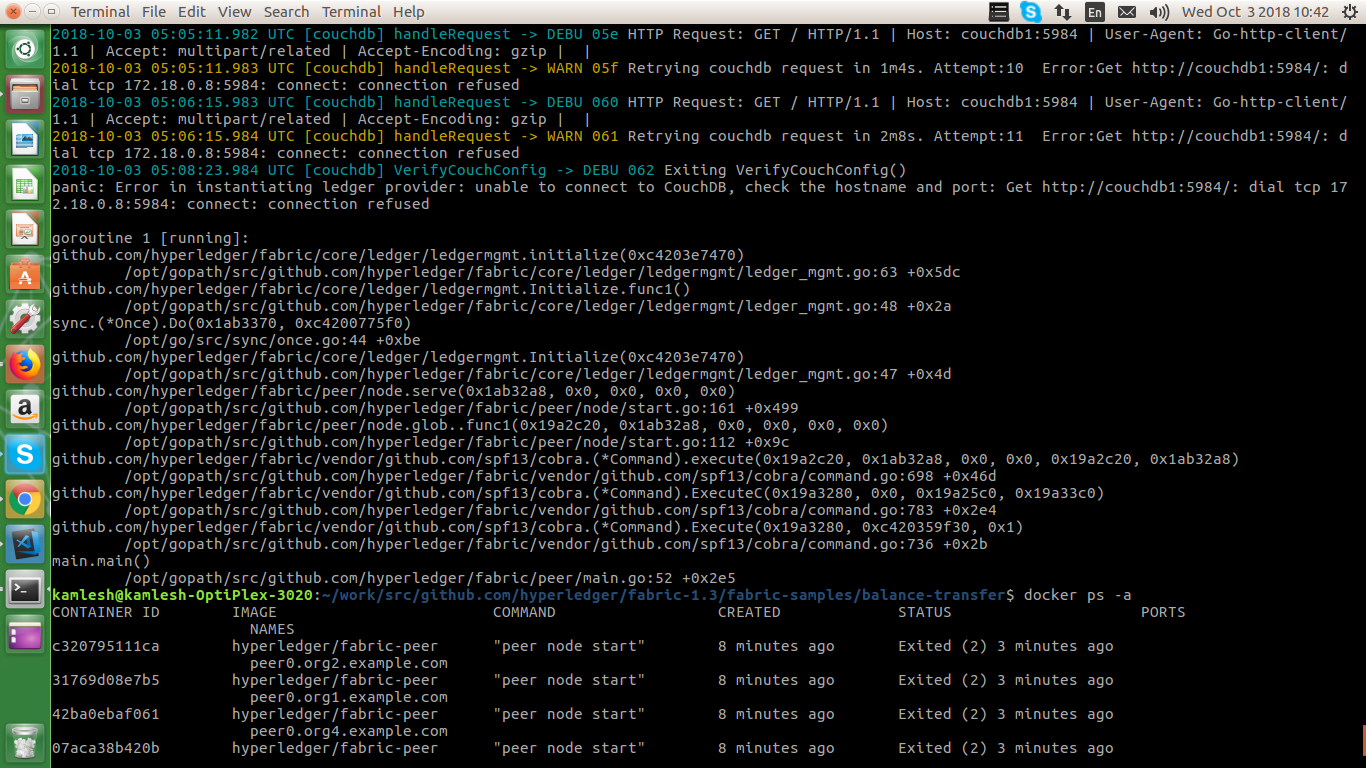 Terminal File Edit View Search Terminal Help En Wed Oct 3 2018 10:42
2018-10-03 05:05:11.982 UTC [couchdb] handleRequest -> DEBU 05e HTTP Request: GET / HTTP/1.1 | Host: couchdb1:5984 | User-Agent: Go-http-client/
1.1 | Accept: multipart/related | Accept-Encoding: gzip |  |
2018-10-03 05:05:11.983 UTC [couchdb] handleRequest -> WARN 05f Retrying couchdb request in 1m4s. Attempt:10  Error:Get http://couchdb1:5984/: d
ial tcp 172.18.0.8:5984: connect: connection refused
2018-10-03 05:06:15.983 UTC [couchdb] handleRequest -> DEBU 060 HTTP Request: GET / HTTP/1.1 | Host: couchdb1:5984 | User-Agent: Go-http-client/
1.1 | Accept: multipart/related | Accept-Encoding: gzip |  |
2018-10-03 05:06:15.984 UTC [couchdb] handleRequest -> WARN 061 Retrying couchdb request in 2m8s. Attempt:11  Error:Get http://couchdb1:5984/: d
ial tcp 172.18.0.8:5984: connect: connection refused
2018-10-03 05:08:23.984 UTC [couchdb] VerifyCouchConfig -> DEBU 062 Exiting VerifyCouchConfig()
panic: Error in instantiating ledger provider: unable to connect to CouchDB, check the hostname and port: Get http://couchdb1:5984/: dial tcp 17
2.18.0.8:5984: connect: connection refused
goroutine 1 [running]:
github.com/hyperledger/fabric/core/ledger/ledgermgmt.initialize(0xc4203e7470)
/opt/gopath/src/github.com/hyperledger/fabric/core/ledger/ledgermgmt/ledger_mgmt.go:63 +0x5dc
github.com/hyperledger/fabric/core/ledger/ledgermgmt.Initialize.func1()
/opt/gopath/src/github.com/hyperledger/fabric/core/ledger/ledgermgmt/ledger_mgmt.go:48 +0x2a
sync.(*Once).Do(0x1ab3370, 0xc4200775f0)
/opt/go/src/sync/once.go:44 +0xbe
github.com/hyperledger/fabric/core/ledger/ledgermgmt.Initialize(0xc4203e7470)
/opt/gopath/src/github.com/hyperledger/fabric/core/ledger/ledgermgmt/ledger_mgmt.go:47 +0x4d
github.com/hyperledger/fabric/peer/node.serve(0x1ab32a8, 0x0, 0x0, 0x0, 0x0)
/opt/gopath/src/github.com/hyperledger/fabric/peer/node/start.go:161 +0x499
github.com/hyperledger/fabric/peer/node.glob..func1(0x19a2c20, 0x1ab32a8, 0x0, 0x0, 0x0, 0x0)
/opt/gopath/src/github.com/hyperledger/fabric/peer/node/start.go:112 +0x9c
github.com/hyperledger/fabric/vendor/github.com/spf13/cobra.(*Command).execute(0x19a2c20, 0x1ab32a8, 0x0, 0x0, 0x19a2c20, 0x1ab32a8)
/opt/gopath/src/github.com/hyperledger/fabric/vendor/github.com/spf13/cobra/command.go:698 +0x46d
github.com/hyperledger/fabric/vendor/github.com/spf13/cobra.(*Command).ExecuteC(0x19a3280, 0x0, 0x19a25c0, 0x19a33c0)
/opt/gopath/src/github.com/hyperledger/fabric/vendor/github.com/spf13/cobra/command.go:783 +0x2e4
github.com/hyperledger/fabric/vendor/github.com/spf13/cobra.(*Command).Execute(0x19a3280, 0xc420359f30, 0x1)
/opt/gopath/src/github.com/hyperledger/fabric/vendor/github.com/spf13/cobra/command.go:736 +0x2b
main.main()
/opt/gopath/src/github.com/hyperledger/fabric/peer/main.go:52 +0x2e5
kamlesh@kamlesh-OptiPlex-3020:~/work/src/github.com/hyperledger/fabric-1.3/fabric-samples/balance-transfer$ docker ps -a
CONTAINER ID IMAGE COMMAND CREATED STATUS PORTS
NAMES
c320795111ca hyperledger/fabric-peer "peer node start" 8 minutes ago Exited (2) 3 minutes ago
peer0.org2.example.com
31769d08e7b5 hyperledger/fabric-peer "peer node start" 8 minutes ago Exited (2) 3 minutes ago
peer0.org1.example.com
42ba0ebaf061 hyperledger/fabric-peer "peer node start" 8 minutes ago Exited (2) 3 minutes ago
peer0.org4.example.com
07aca38b420b hyperledger/fabric-peer "peer node start" 8 minutes ago Exited (2) 3 minutes ago